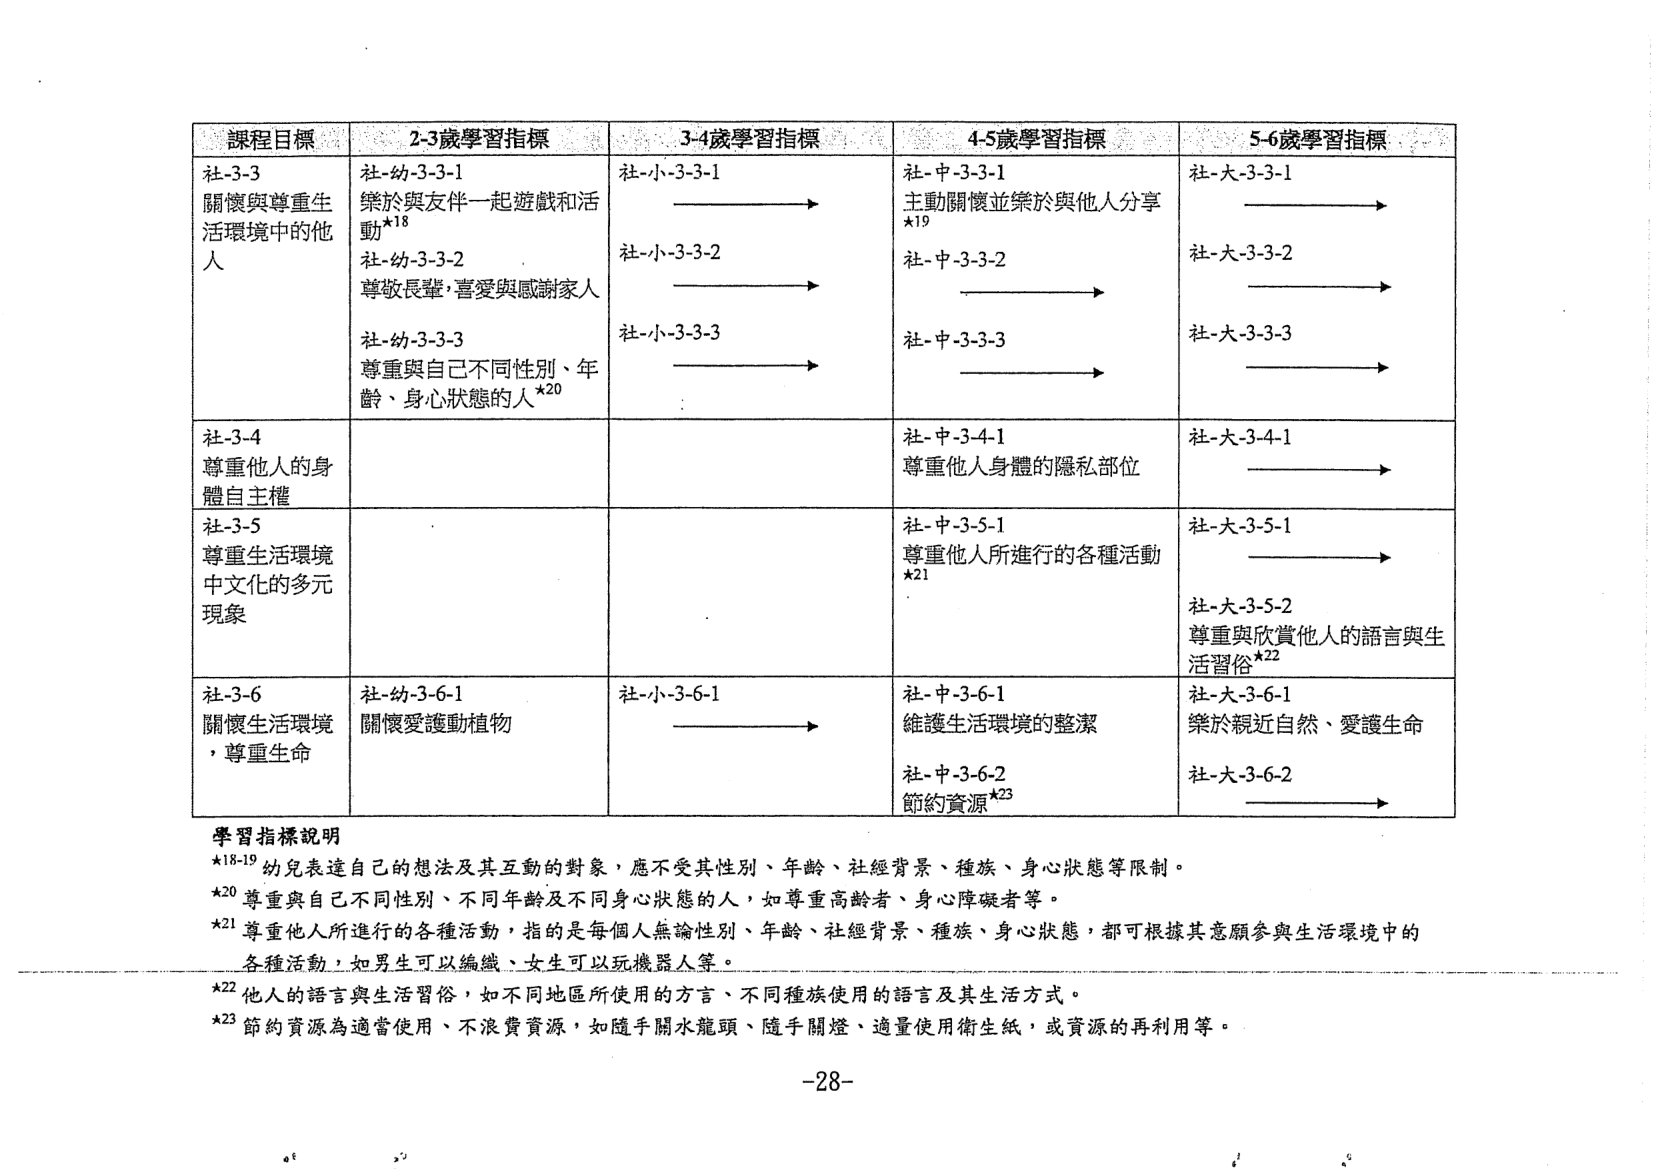 課程目標
2-3歲學習指標
3-4歲學習指標
4-5歲學習指標
5-6歲學習指標
社-3-3
關懷與尊重生
活環境中的他
人
社-幼-3-3-1
樂於與友伴一起遊戲和活
動★18
社-幼-3-3-2
尊敬長輩，喜愛與感謝家人
社-幼-3-3-3
尊重與自己不同性別、年
齡、身心狀態的人★20
社-小-3-3-1
社-小-3-3-2
社-小-3-3-3
社-中-3-3-1
主動關懷並樂於與他人分享
★19
社-中-3-3-2
社-中-3-3-3
社-大-3-3-1
社-大-3-3-2
社-大-3-3-3
社-3-4
尊重他人的身
體自主權
社-中-3-4-1
尊重他人身體的隱私部位
社-大-3-4-1
社-3-5
尊重生活環境
中文化的多元
現象
社-中-3-5-1
尊重他人所進行的各種活動
★21
社-大-3-5-1
社-大-3-5-2
尊重與欣賞他人的語言與生
活習俗★22
社-3-6
關懷生活環境
，尊重生命
社-幼-3-6-1
關懷愛護動植物
社-小-3-6-1
社-中-3-6-1
維護生活環境的整潔
社-中-3-6-2
節約資源★23
社-大-3-6-1
樂於親近自然、愛護生命
社-大-3-6-2
學習指標說明
★18-19 幼兒表達自己的想法及其互動的對象，應不受其性別、年齡、社經背景、種族、身心狀態等限制。
★20 尊重與自己不同性別、不同年齡及不同身心狀態的人，如尊重高齡者、身心障礙者等。
★21 尊重他人所進行的各種活動，指的是每個人無論性別、年齡、社經背景、種族、身心狀態，都可根據其意願參與生活環境中的
各種活動，如男生可以編織、女生可以玩機器人等。
★22 他人的語言與生活習俗，如不同地區所使用的方言、不同種族使用的語言及其生活方式。
★23 節約資源為適當使用、不浪費資源，如隨手關水龍頭、隨手關燈、適量使用衛生紙，或資源的再利用等。
-28-